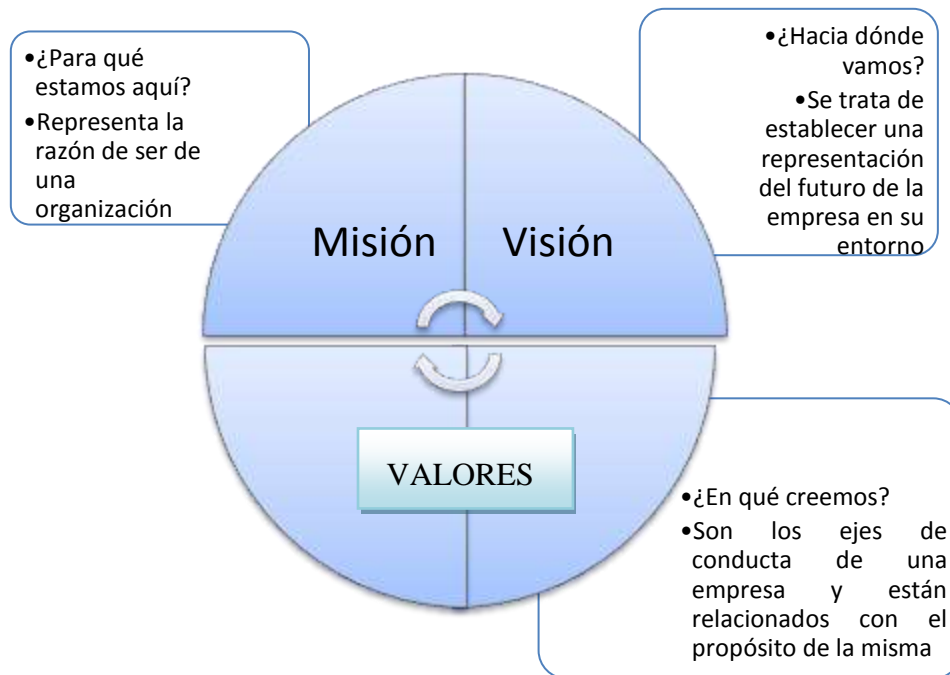 •¿Para qué
estamos aquí?
•Representa la
razón de ser de
una
organización
•¿Hacia dónde
vamos?
•Se trata de
establecer una
representación
del futuro de la
empresa en su
entorno
Misión
Visión
VALORES
•¿En qué creemos?
•Son los ejes de
conducta de una
empresa y están
relacionados con el
propósito de la misma